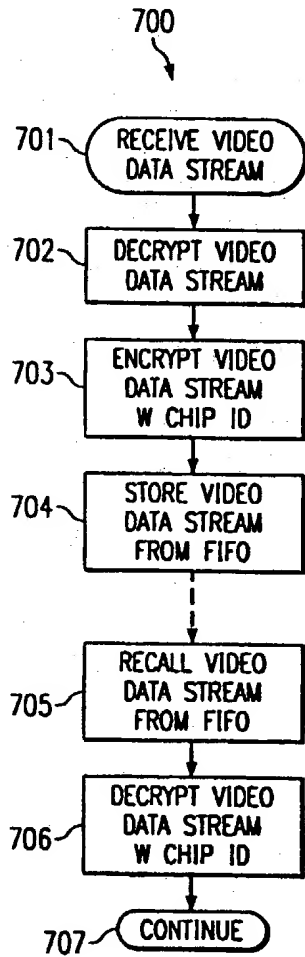 700
701
RECEIVE VIDEO
DATA STREAM
702
DECRYPT VIDEO
DATA STREAM
703
ENCRYPT VIDEO
DATA STREAM
W CHIP ID
704
STORE VIDEO
DATA STREAM
FROM FIFO
705
RECALL VIDEO
DATA STREAM
FROM FIFO
706
DECRYPT VIDEO
DATA STREAM
W CHIP ID
707
CONTINUE